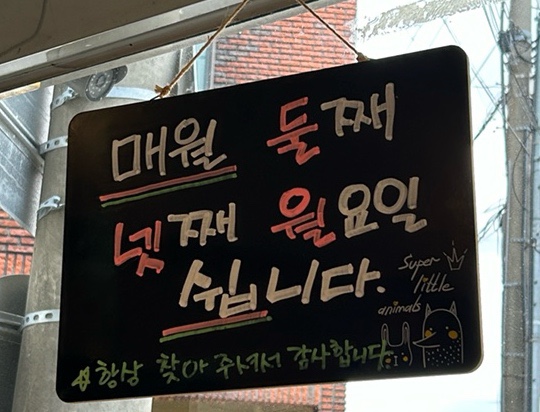 매월 둘째
넷째 월요일
쉽니다.
Super
little
animals
항상 찾아 주셔서 감사합니다.